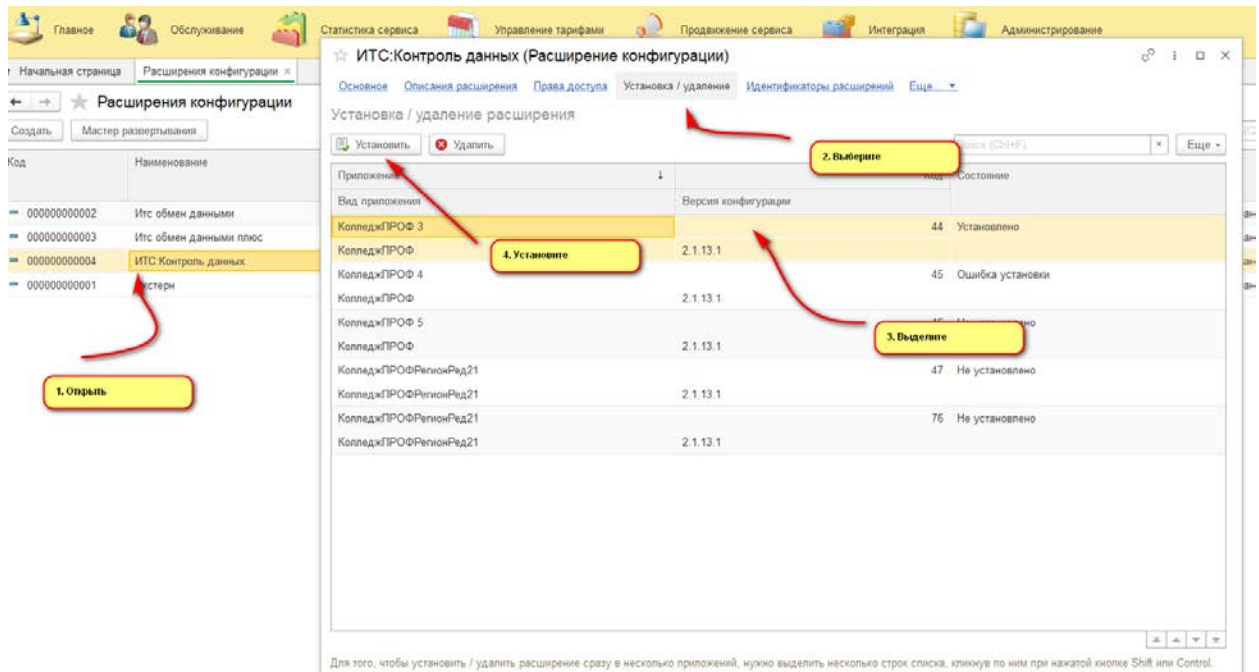 Главное Обслуживание Статистика сервиса Управление тарифами Продвижение сервиса Интеграция Администрирование
Начальная страница Расширения конфигурации ×
Расширения конфигурации
Создать Мастер развертывания
Код Наименование
000000000002 Итс обмен данными
000000000003 Итс обмен данными плюс
000000000004 ИТС:Контроль данных
000000000001
1. Открыть
ИТС:Контроль данных (Расширение конфигурации)
Основное Описания расширения Права доступа Установка / удаление Идентификаторы расширений Еще...
Установка / удаление расширения
Установить Удалить Поиск (Ctrl+F) × Еще
2. Выберите
Приложение ↓ Код Состояние
Вид приложения Версия конфигурации
КолледжПРОФ 3 44 Установлено
КолледжПРОФ 2.1.13.1
4. Установите
КолледжПРОФ 4 45 Ошибка установки
КолледжПРОФ 2.1.13.1
КолледжПРОФ 5
КолледжПРОФ 2.1.13.1
3. Выделите
КолледжПРОФРегионРед21 47 Не установлено
КолледжПРОФРегионРед21 2.1.13.1
КолледжПРОФРегионРед21 76 Не установлено
КолледжПРОФРегионРед21 2.1.13.1
Для того, чтобы установить / удалить расширение сразу в несколько приложений, нужно выделить несколько строк списка, кликнув по ним при нажатой кнопке Shift или Control.